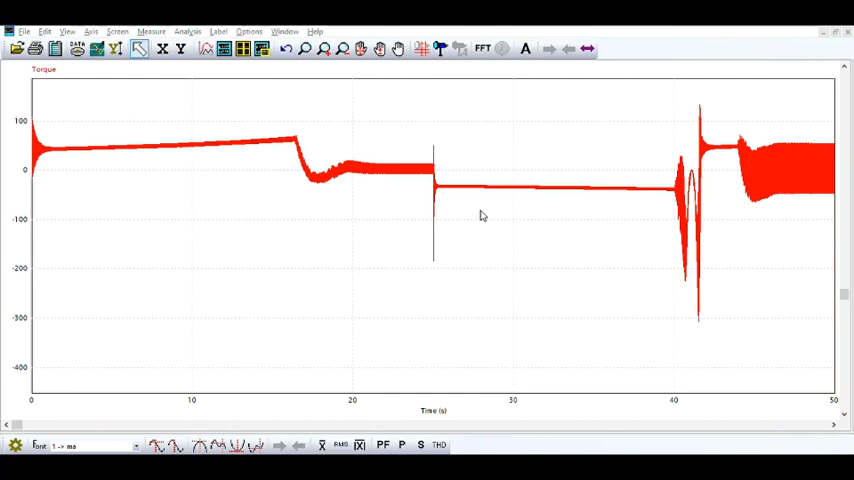 File Edit View Axis Screen Measure Analysis Label Options Window Help
DATA X Y FFT A
Torque
100
0
-100
-200
-300
-400
0 10 20 30 40 50
Time (s)
Font 1 -> ma X RMS |X| PF P S THD